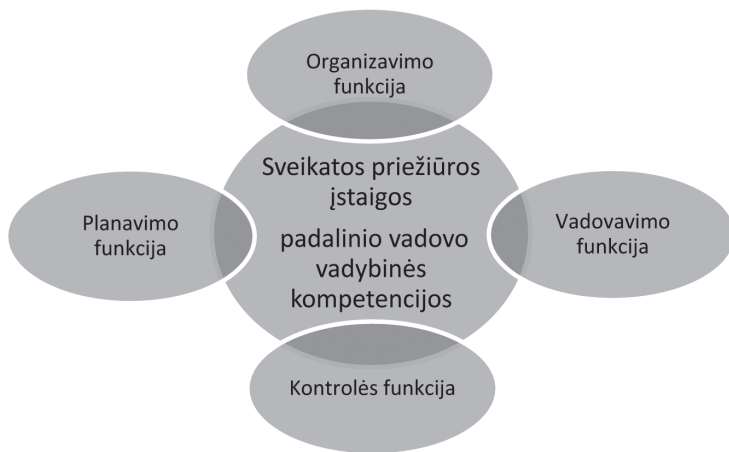 Organizavimo
funkcija
Sveikatos priežiūros
įstaigos
padalinio vadovo
vadybinės
kompetencijos
Planavimo
funkcija
Vadovavimo
funkcija
Kontrolės funkcija